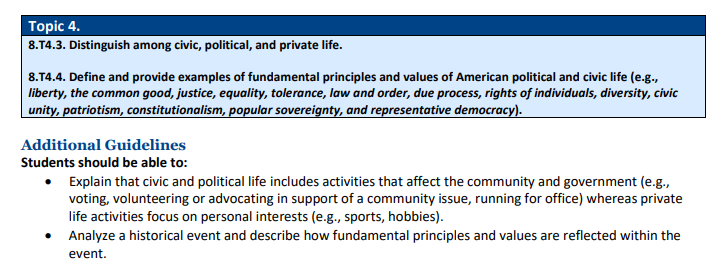 Topic 4.
8.T4.3. Distinguish among civic, political, and private life.
8.T4.4. Define and provide examples of fundamental principles and values of American political and civic life (e.g.,
liberty, the common good, justice, equality, tolerance, law and order, due process, rights of individuals, diversity, civic
unity, patriotism, constitutionalism, popular sovereignty, and representative democracy).
Additional Guidelines
Students should be able to:
• Explain that civic and political life includes activities that affect the community and government (e.g.,
voting, volunteering or advocating in support of a community issue, running for office) whereas private
life activities focus on personal interests (e.g., sports, hobbies).
• Analyze a historical event and describe how fundamental principles and values are reflected within the
event.